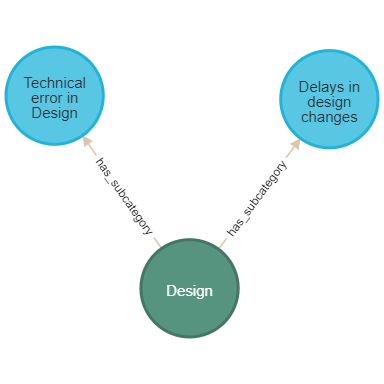 Technical
error in
Design
Delays in
design
changes
has_subcategory
has_subcategory
Design